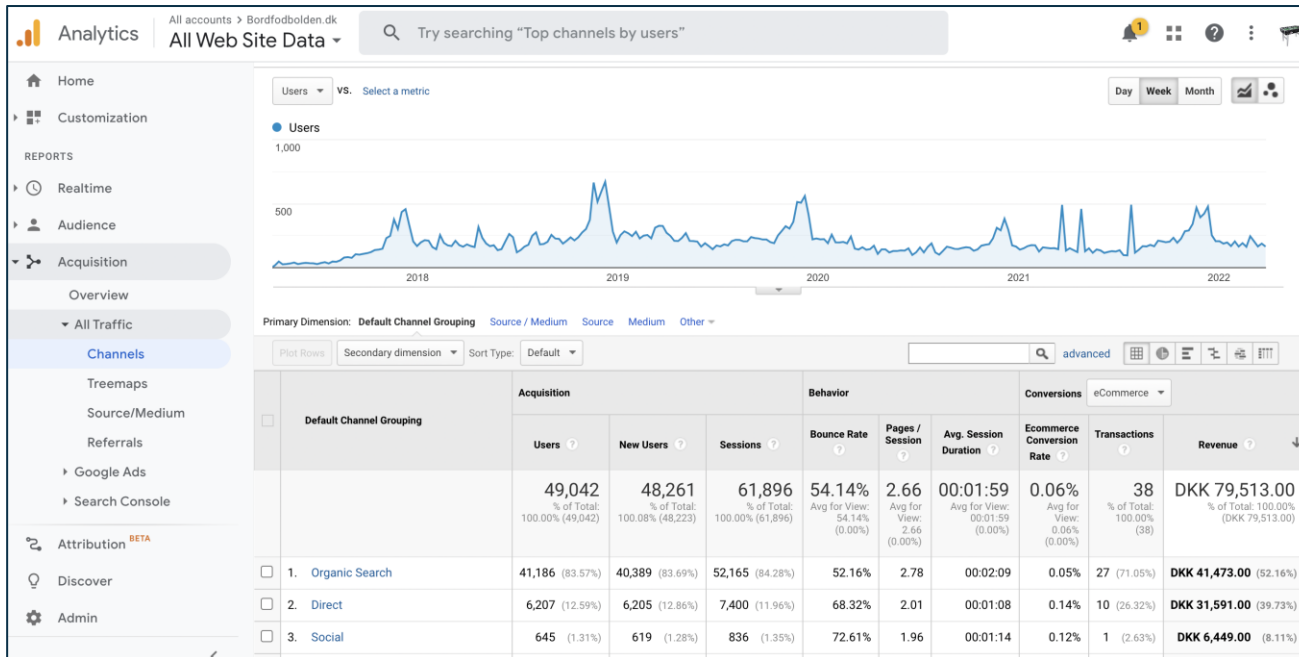 Analytics
All accounts > Bordfodbolden.dk
All Web Site Data
Try searching “Top channels by users”
1
Home
Customization
REPORTS
Realtime
Audience
Acquisition
Overview
All Traffic
Channels
Treemaps
Source/Medium
Referrals
Google Ads
Search Console
Attribution BETA
Discover
Admin
Users VS. Select a metric
Day Week Month
Users
1,000
500
2018 2019 2020 2021 2022
Primary Dimension: Default Channel Grouping Source / Medium Source Medium Other
Plot Rows Secondary dimension Sort Type: Default advanced
Default Channel Grouping
Acquisition Behavior Conversions eCommerce
Users ? New Users ? Sessions ? Bounce Rate ? Pages / Session ? Avg. Session Duration ? Ecommerce Conversion Rate ? Transactions ? Revenue ?
49,042 48,261 61,896 54.14% 2.66 00:01:59 0.06% 38 DKK 79,513.00
% of Total: 100.00% (49,042) % of Total: 100.08% (48,223) % of Total: 100.00% (61,896) Avg for View: 54.14% (0.00%) Avg for View: 2.66 (0.00%) Avg for View: 00:01:59 (0.00%) Avg for View: 0.06% (0.00%) % of Total: 100.00% (38) % of Total: 100.00% (DKK 79,513.00)
1. Organic Search 41,186 (83.57%) 40,389 (83.69%) 52,165 (84.28%) 52.16% 2.78 00:02:09 0.05% 27 (71.05%) DKK 41,473.00 (52.16%)
2. Direct 6,207 (12.59%) 6,205 (12.86%) 7,400 (11.96%) 68.32% 2.01 00:01:08 0.14% 10 (26.32%) DKK 31,591.00 (39.73%)
3. Social 645 (1.31%) 619 (1.28%) 836 (1.35%) 72.61% 1.96 00:01:14 0.12% 1 (2.63%) DKK 6,449.00 (8.11%)